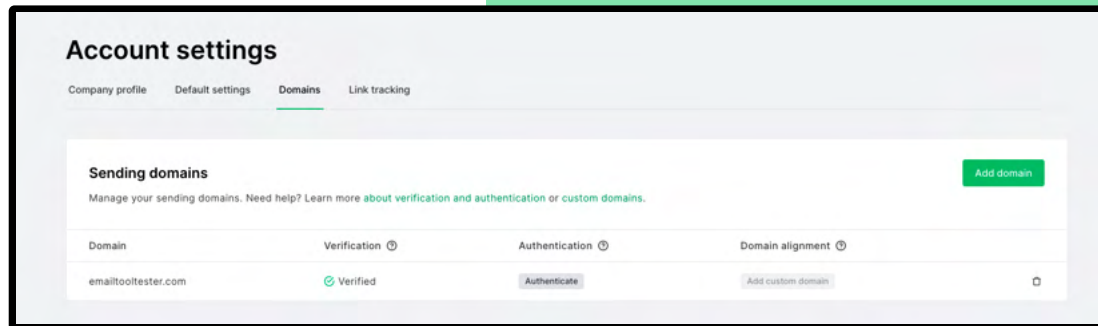 Account settings
Company profile Default settings Domains Link tracking
Sending domains
Add domain
Manage your sending domains. Need help? Learn more about verification and authentication or custom domains.
Domain Verification Authentication Domain alignment
emailtooltester.com Verified Authenticate Add custom domain